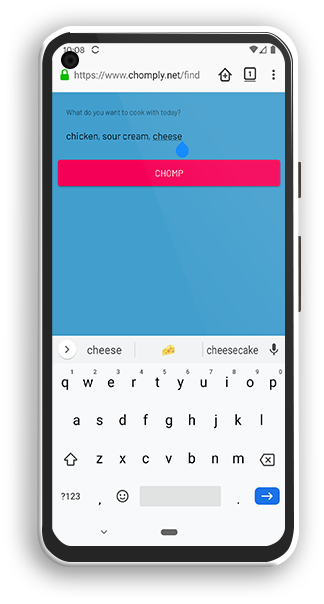 10:08
https://www.chomply.net/find
1
What do you want to cook with today?
chicken, sour cream, cheese
CHOMP
cheese cheesecake
1 2 3 4 5 6 7 8 9 0
q w e r t y u i o p
a s d f g h j k l
z x c v b n m
?123 , .